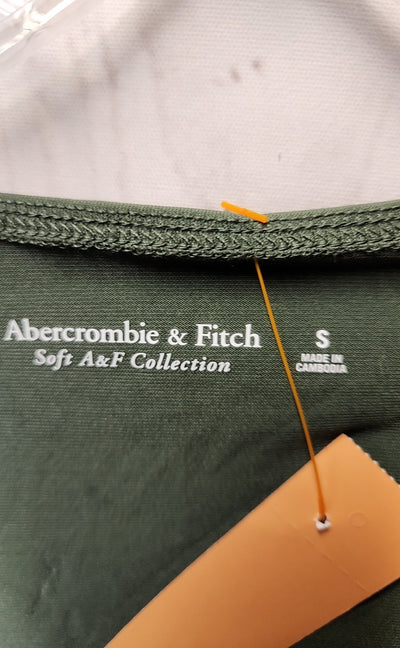 Abercrombie & Fitch
Soft A&F Collection
S
MADE IN
CAMBODIA